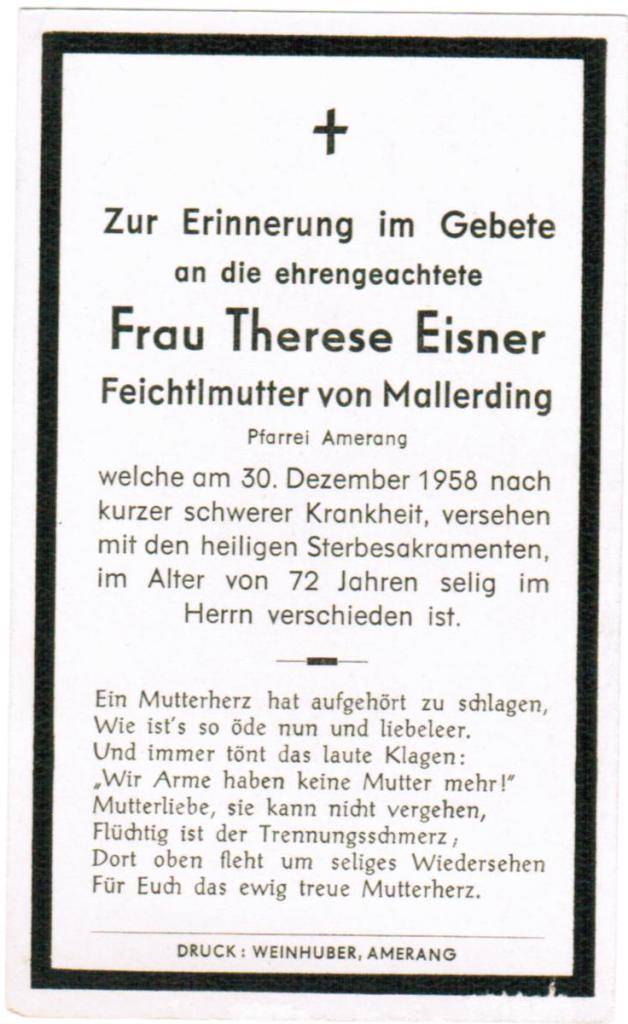 Zur Erinnerung im Gebete
an die ehrengeachtete
Frau Therese Eisner
Feichtlmutter von Mallerding
Pfarrei Amerang
welche am 30. Dezember 1958 nach
kurzer schwerer Krankheit, versehen
mit den heiligen Sterbesakramenten,
im Alter von 72 Jahren selig im
Herrn verschieden ist.
Ein Mutterherz hat aufgehört zu schlagen,
Wie ist's so öde nun und liebeleer.
Und immer tönt das laute Klagen:
„Wir Arme haben keine Mutter mehr!"
Mutterliebe, sie kann nicht vergehen,
Flüchtig ist der Trennungsschmerz;
Dort oben fleht um seliges Wiedersehen
Für Euch das ewig treue Mutterherz.
DRUCK: WEINHUBER, AMERANG